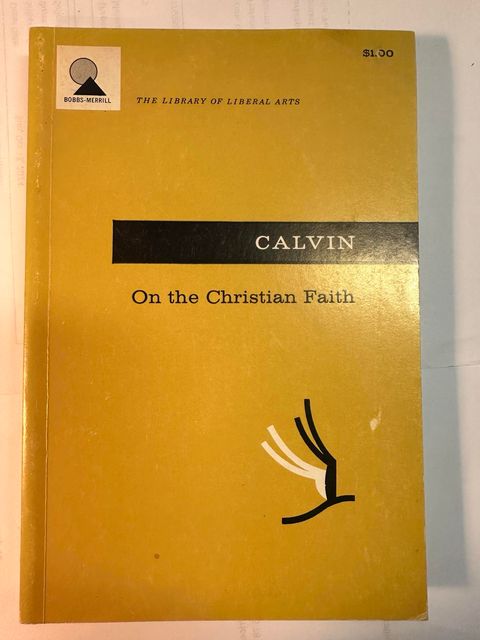 $1.00
BOBBS-MERRILL
THE LIBRARY OF LIBERAL ARTS
CALVIN
On the Christian Faith